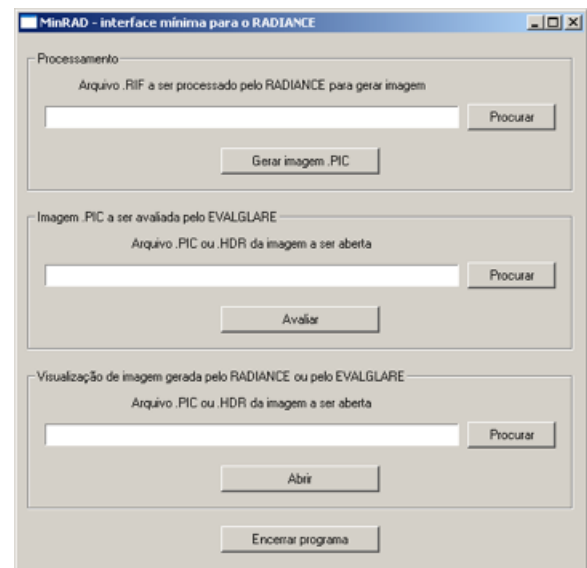 MinRAD - interface mínima para o RADIANCE
Processamento
Arquivo .RIF a ser processado pelo RADIANCE para gerar imagem
Procurar
Gerar imagem .PIC
Imagem .PIC a ser avaliada pelo EVALGLARE
Arquivo .PIC ou .HDR da imagem a ser aberta
Procurar
Avaliar
Visualização de imagem gerada pelo RADIANCE ou pelo EVALGLARE
Arquivo .PIC ou .HDR da imagem a ser aberta
Procurar
Abrir
Encerrar programa